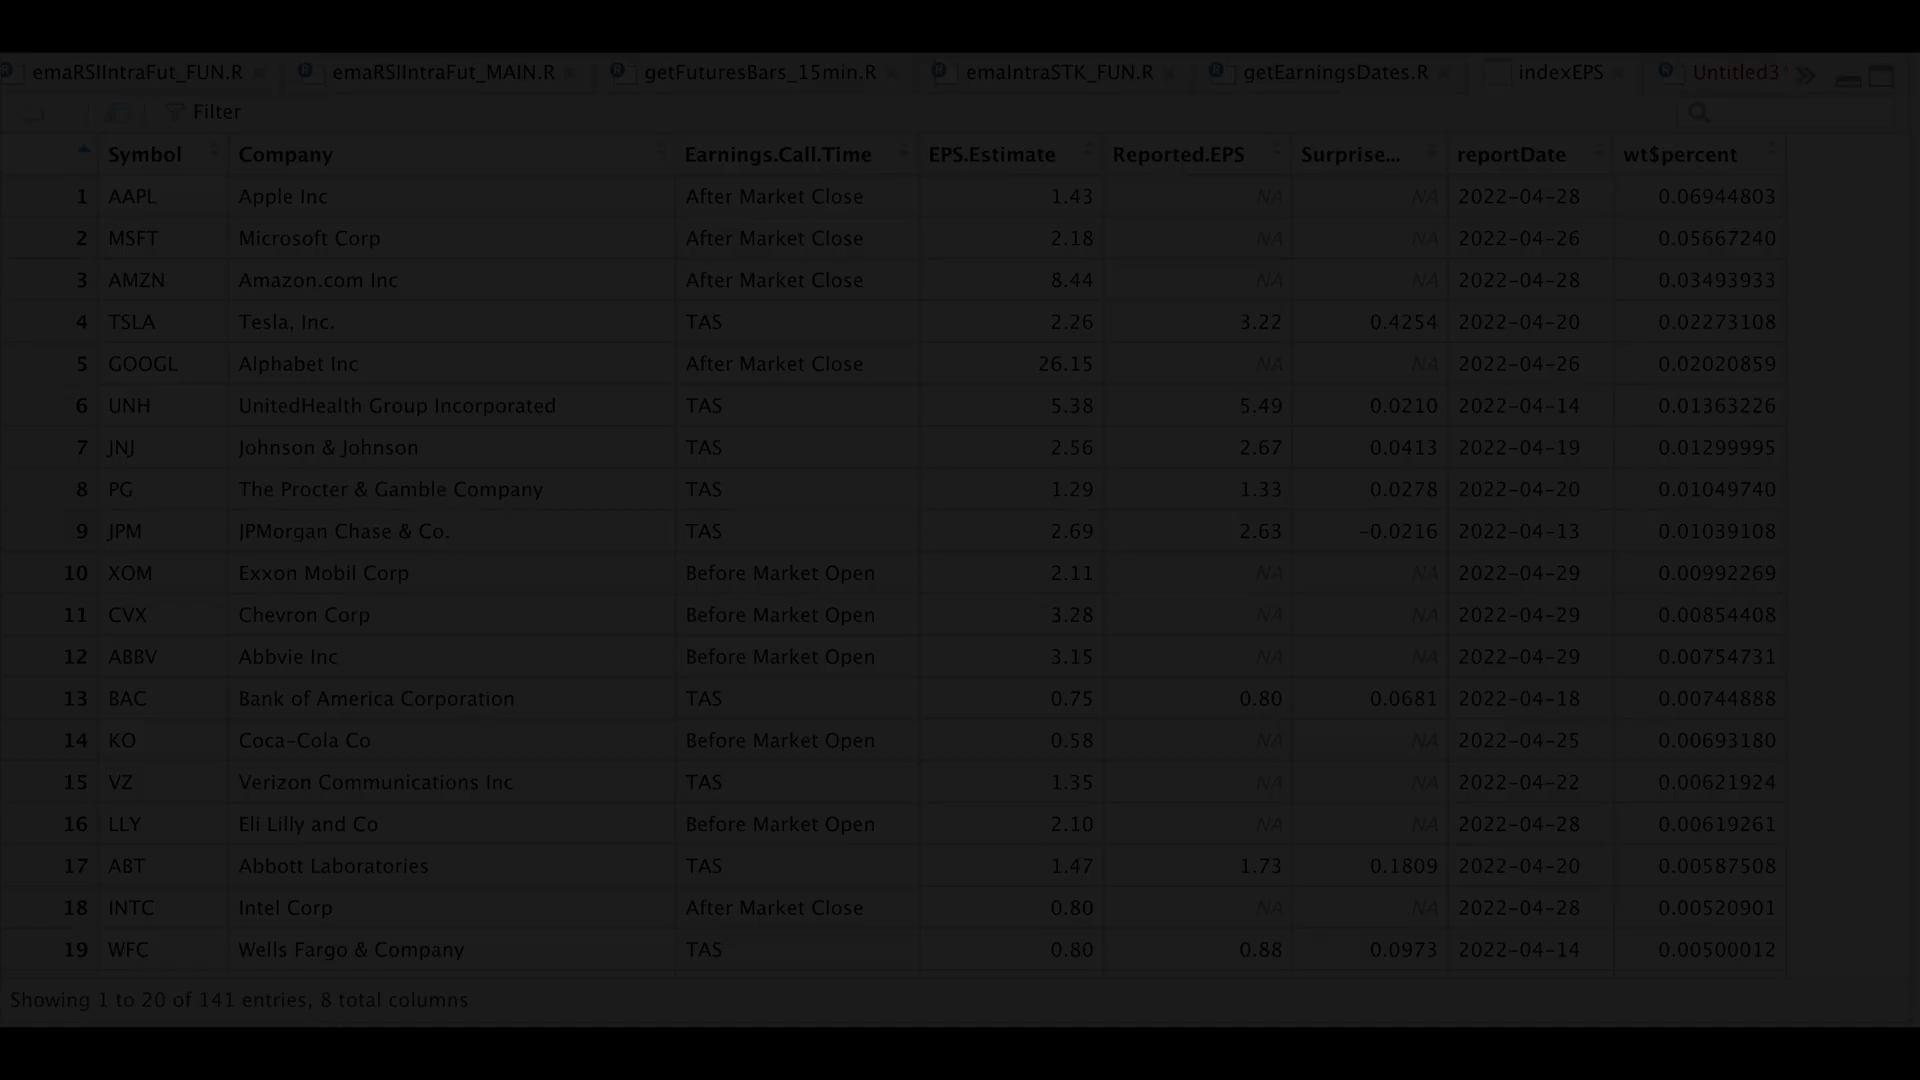 emaRSIIntraFut_FUN.R emaRSIIntraFut_MAIN.R getFuturesBars_15min.R emaIntraSTK_FUN.R getEarningsDates.R indexEPS Untitled3
Filter
Symbol Company Earnings.Call.Time EPS.Estimate Reported.EPS Surprise... reportDate wt$percent
1 AAPL Apple Inc After Market Close 1.43 NA NA 2022-04-28 0.06944803
2 MSFT Microsoft Corp After Market Close 2.18 NA NA 2022-04-26 0.05667240
3 AMZN Amazon.com Inc After Market Close 8.44 NA NA 2022-04-28 0.03493933
4 TSLA Tesla, Inc. TAS 2.26 3.22 0.4254 2022-04-20 0.02273108
5 GOOGL Alphabet Inc After Market Close 26.15 NA NA 2022-04-26 0.02020859
6 UNH UnitedHealth Group Incorporated TAS 5.38 5.49 0.0210 2022-04-14 0.01363226
7 JNJ Johnson & Johnson TAS 2.56 2.67 0.0413 2022-04-19 0.01299995
8 PG The Procter & Gamble Company TAS 1.29 1.33 0.0278 2022-04-20 0.01049740
9 JPM JPMorgan Chase & Co. TAS 2.69 2.63 -0.0216 2022-04-13 0.01039108
10 XOM Exxon Mobil Corp Before Market Open 2.11 NA NA 2022-04-29 0.00992269
11 CVX Chevron Corp Before Market Open 3.28 NA NA 2022-04-29 0.00854408
12 ABBV Abbvie Inc Before Market Open 3.15 NA NA 2022-04-29 0.00754731
13 BAC Bank of America Corporation TAS 0.75 0.80 0.0681 2022-04-18 0.00744888
14 KO Coca-Cola Co Before Market Open 0.58 NA NA 2022-04-25 0.00693180
15 VZ Verizon Communications Inc TAS 1.35 NA NA 2022-04-22 0.00621924
16 LLY Eli Lilly and Co Before Market Open 2.10 NA NA 2022-04-28 0.00619261
17 ABT Abbott Laboratories TAS 1.47 1.73 0.1809 2022-04-20 0.00587508
18 INTC Intel Corp After Market Close 0.80 NA NA 2022-04-28 0.00520901
19 WFC Wells Fargo & Company TAS 0.80 0.88 0.0973 2022-04-14 0.00500012
Showing 1 to 20 of 141 entries, 8 total columns